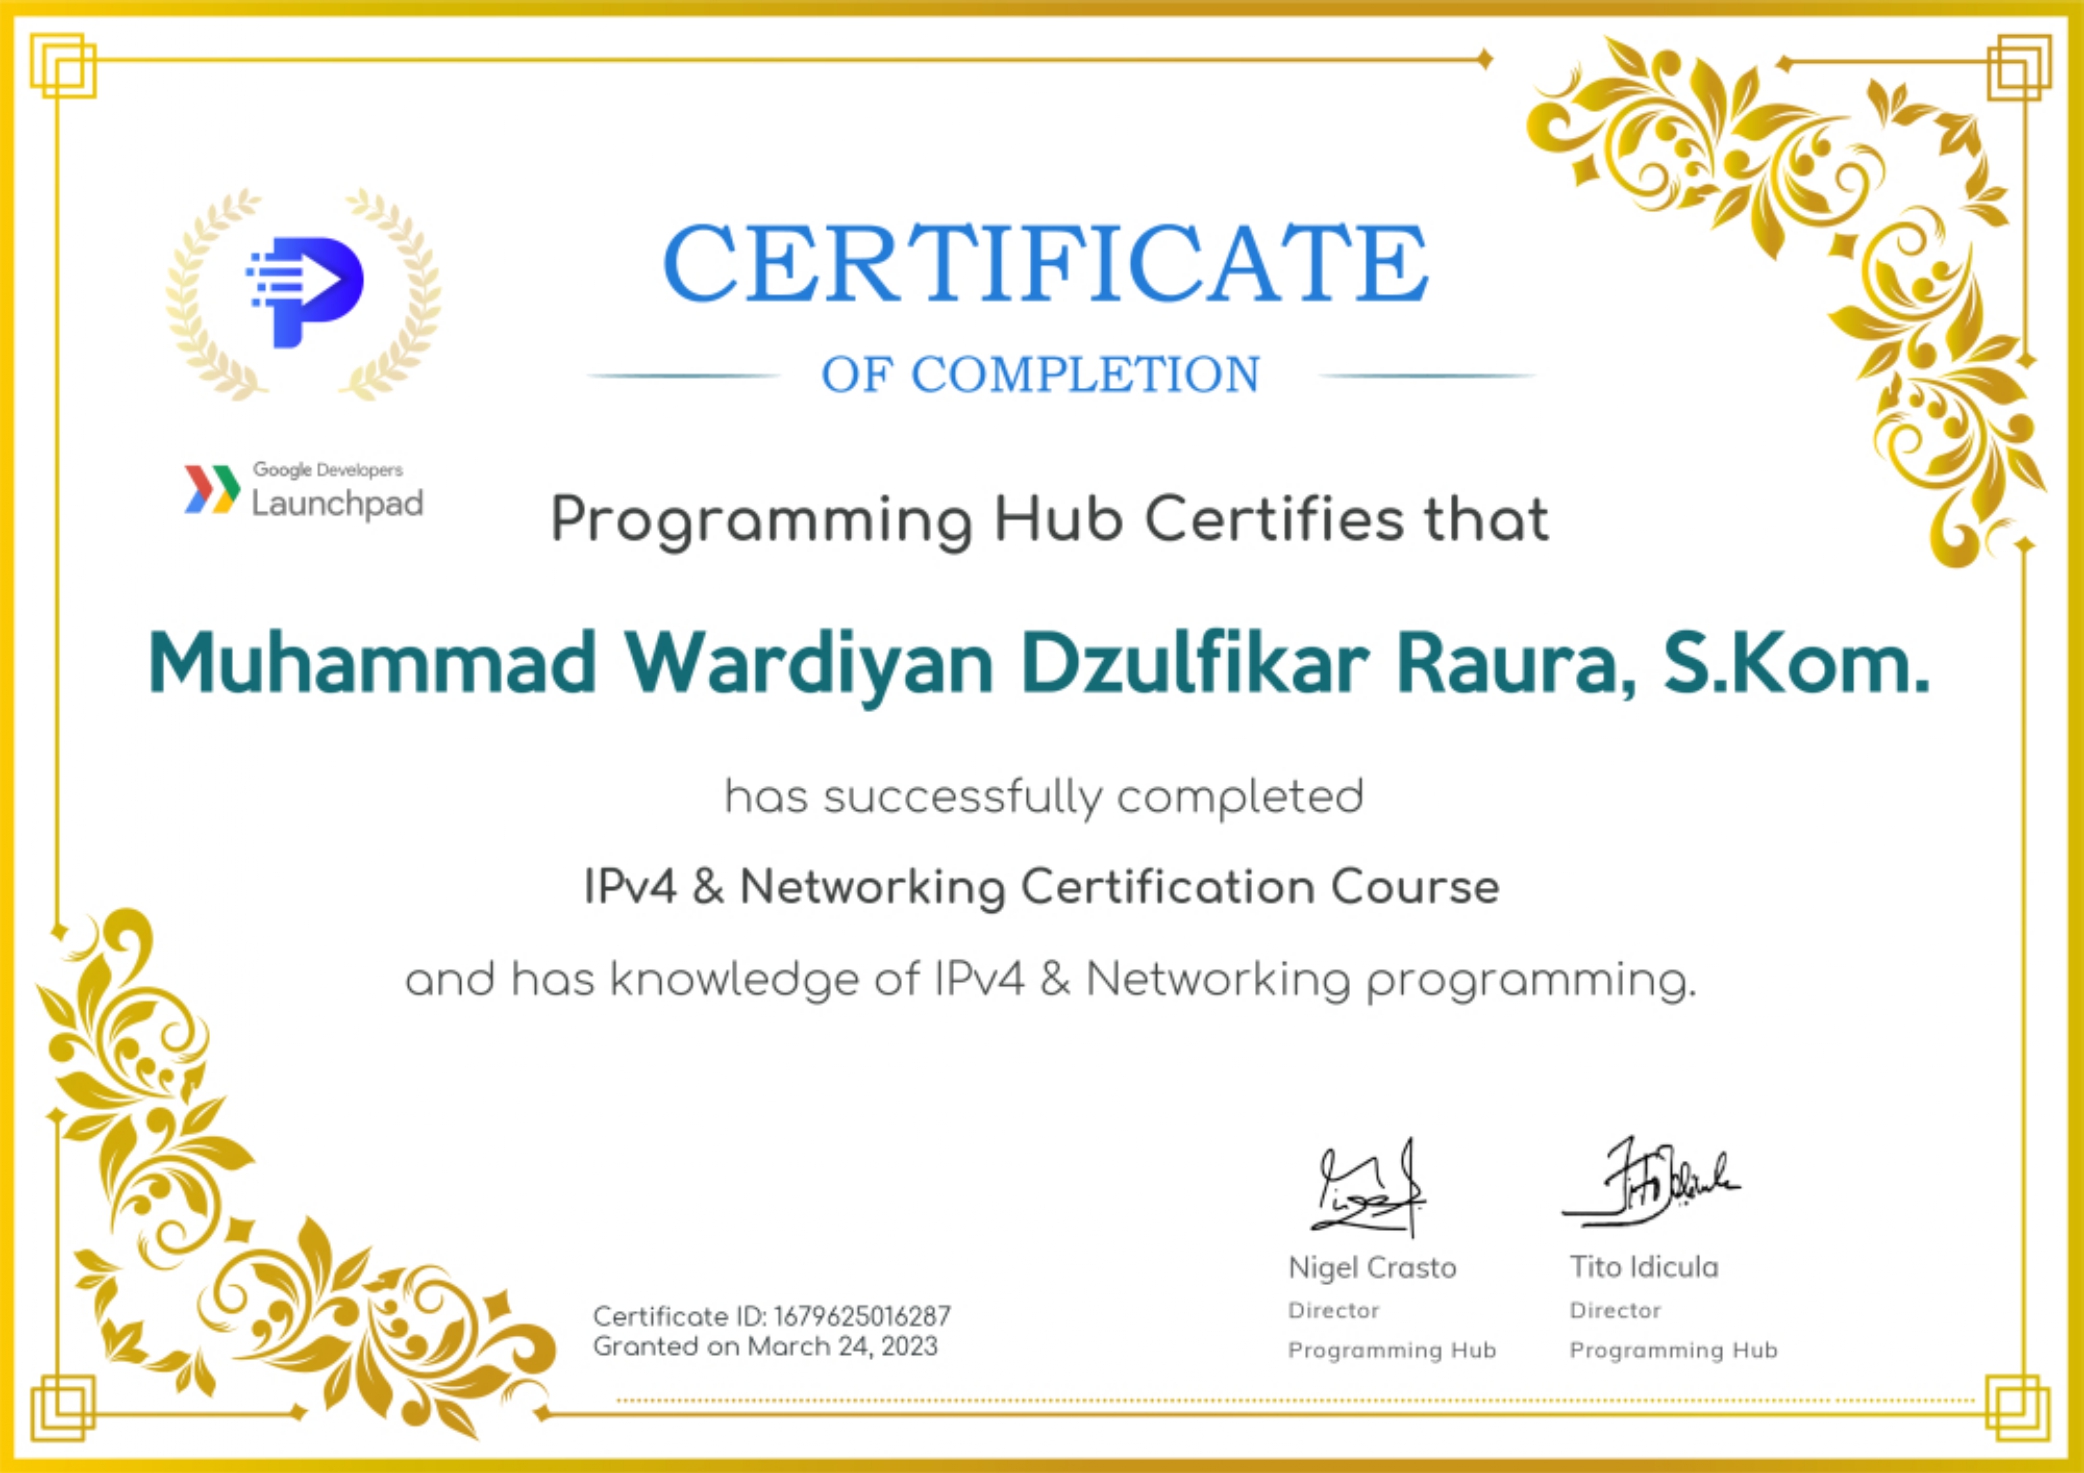 CERTIFICATE
OF COMPLETION
Google Developers
Launchpad
Programming Hub Certifies that
Muhammad Wardiyan Dzulfikar Raura, S.Kom.
has successfully completed
IPv4 & Networking Certification Course
and has knowledge of IPv4 & Networking programming.
Nigel Crasto
Director
Programming Hub
Tito Idicula
Director
Programming Hub
Certificate ID: 1679625016287
Granted on March 24, 2023